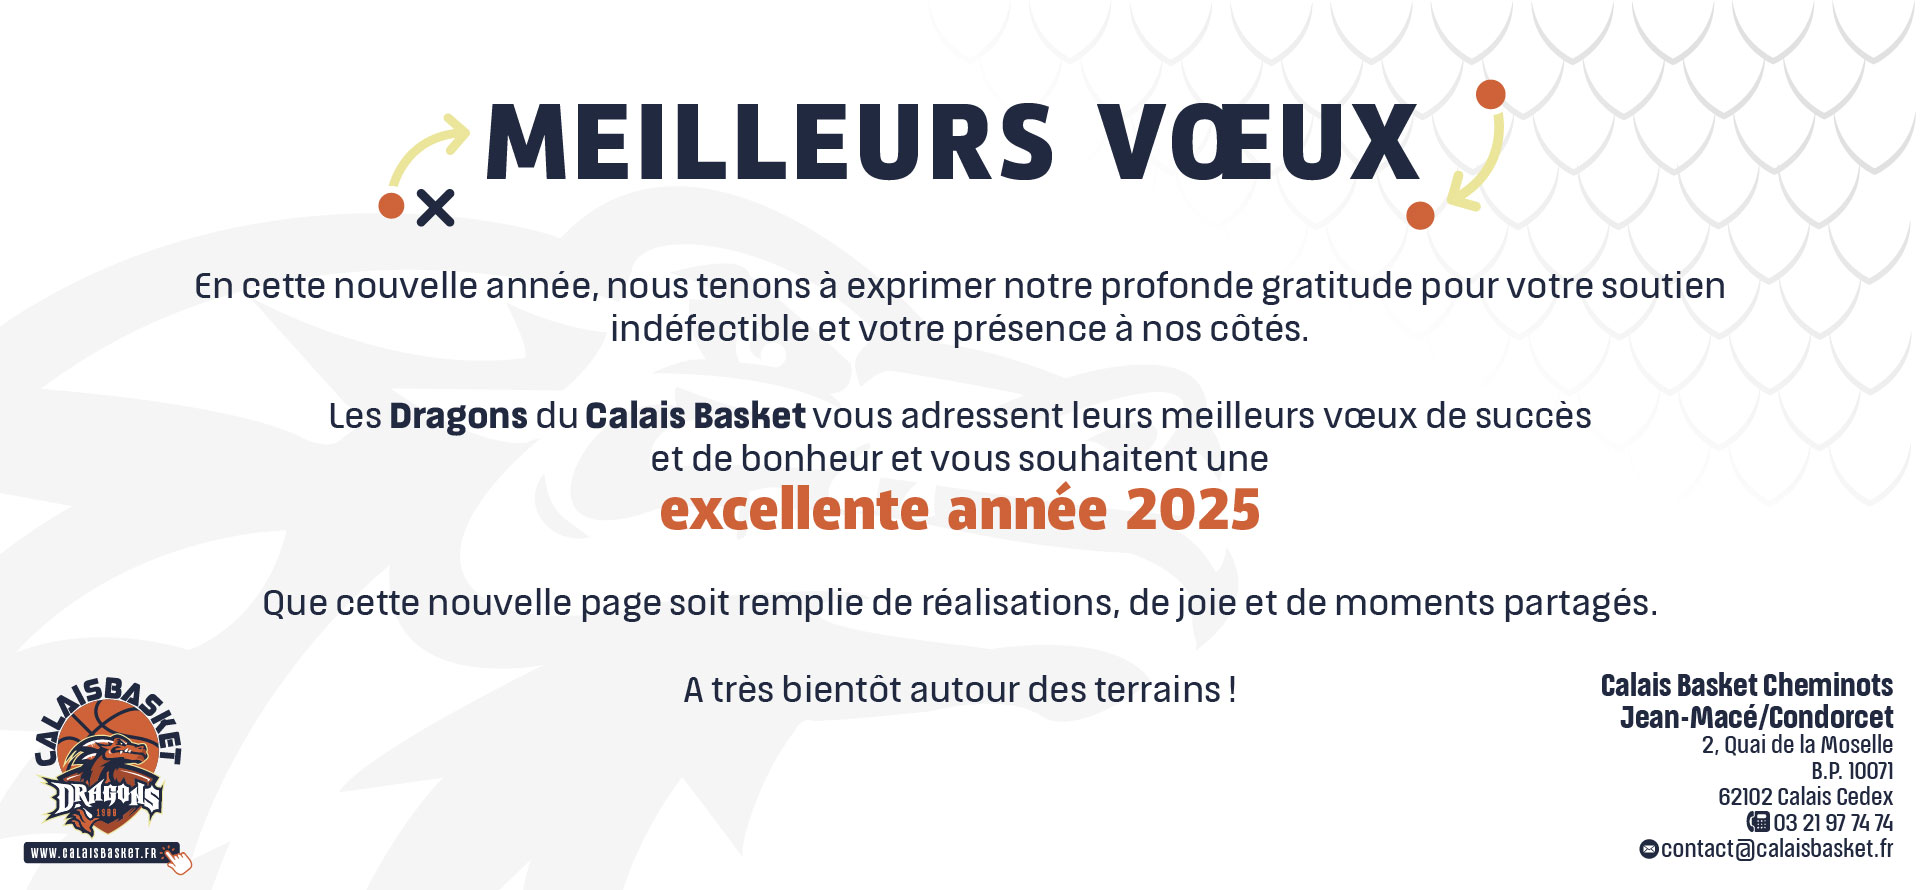 MEILLEURS VŒUX
En cette nouvelle année, nous tenons à exprimer notre profonde gratitude pour votre soutien
indéfectible et votre présence à nos côtés.
Les Dragons du Calais Basket vous adressent leurs meilleurs vœux de succès
et de bonheur et vous souhaitent une
excellente année 2025
Que cette nouvelle page soit remplie de réalisations, de joie et de moments partagés.
A très bientôt autour des terrains !
CALAISBASKET
DRAGONS
WWW.CALAISBASKET.FR
Calais Basket Cheminots
Jean-Macé/Condorcet
2, Quai de la Moselle
B.P. 10071
62102 Calais Cedex
03 21 97 74 74
contact@calaisbasket.fr